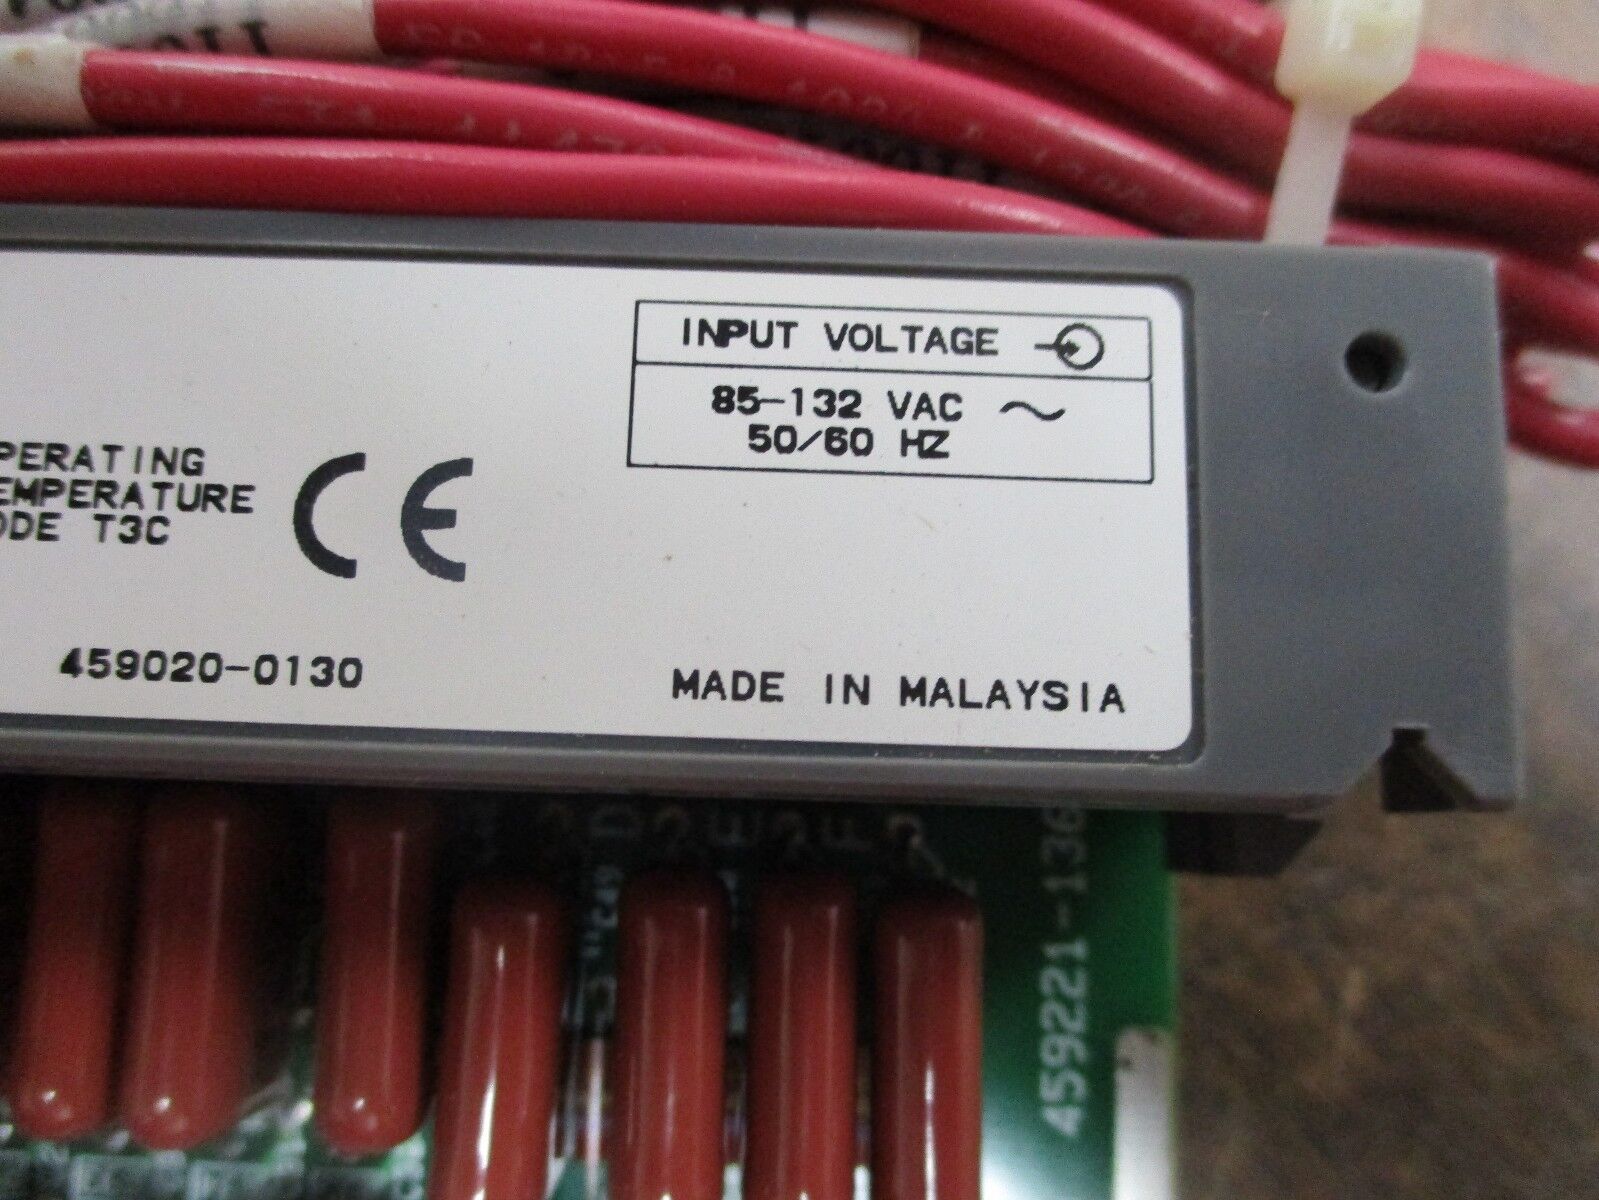 INPUT VOLTAGE
85-132 VAC
50/60 HZ
PERATING
EMPERATURE
ODE T3C
CE
459020-0130
MADE IN MALAYSIA
D E F
C49
459221-136